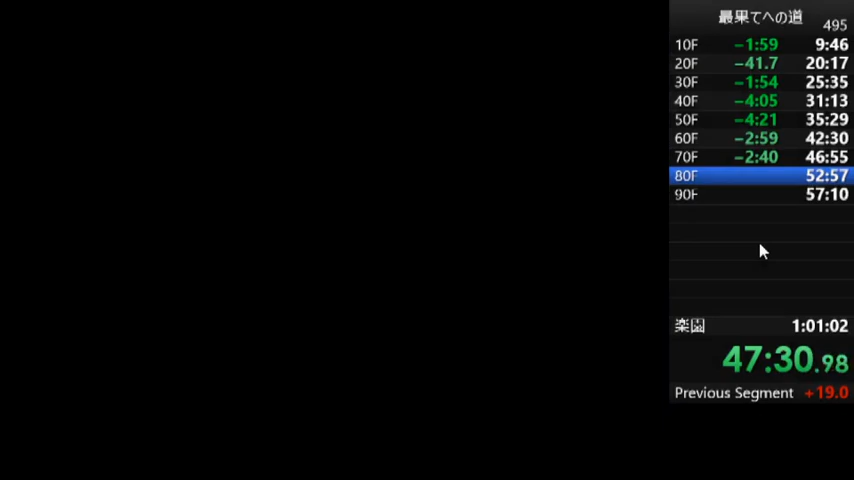 最果てへの道
495
10F −1:59 9:46
20F −41.7 20:17
30F −1:54 25:35
40F −4:05 31:13
50F −4:21 35:29
60F −2:59 42:30
70F −2:40 46:55
80F 52:57
90F 57:10
楽園 1:01:02
47:30.98
Previous Segment +19.0